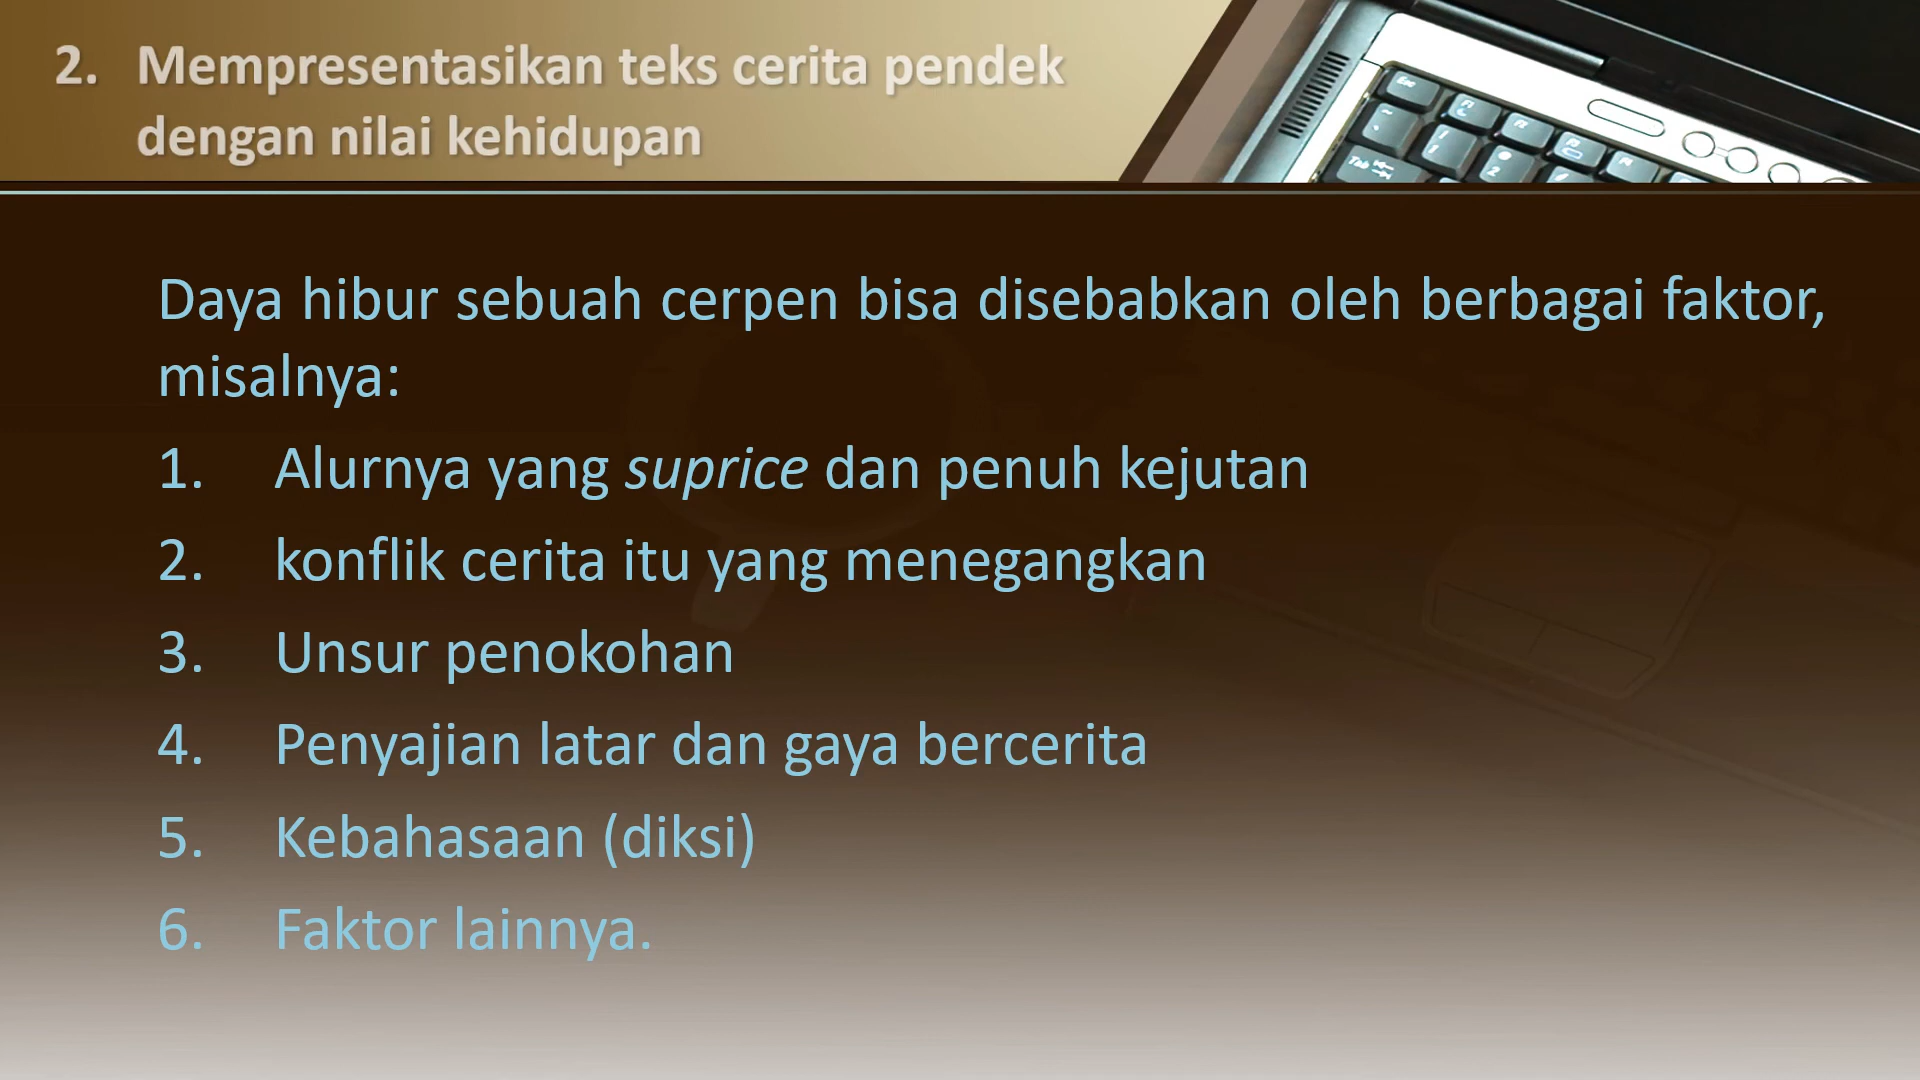 2. Mempresentasikan teks cerita pendek
dengan nilai kehidupan
Daya hibur sebuah cerpen bisa disebabkan oleh berbagai faktor,
misalnya:
1. Alurnya yang suprice dan penuh kejutan
2. konflik cerita itu yang menegangkan
3. Unsur penokohan
4. Penyajian latar dan gaya bercerita
5. Kebahasaan (diksi)
6. Faktor lainnya.